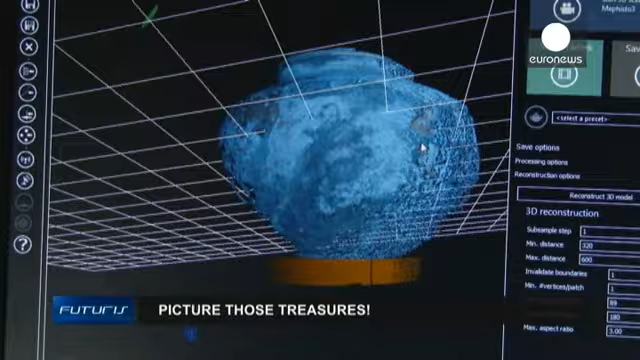 Mephisto3
euronews
<select a preset>
Save options
Processing options
Reconstruction options
Reconstruct 3D model
3D reconstruction
Subsample step 1
Min. distance 320
Max. distance 600
Invalidate boundaries 1
Min. #vertices/patch 1
89
180
Max aspect ratio 3.00
?
FUTURIS PICTURE THOSE TREASURES!